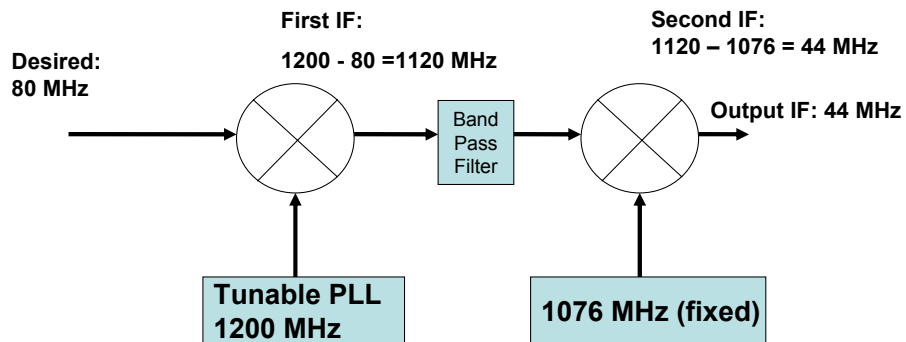 First IF:
1200 - 80 =1120 MHz
Second IF:
1120 – 1076 = 44 MHz
Desired:
80 MHz
Output IF: 44 MHz
Band
Pass
Filter
Tunable PLL
1200 MHz
1076 MHz (fixed)